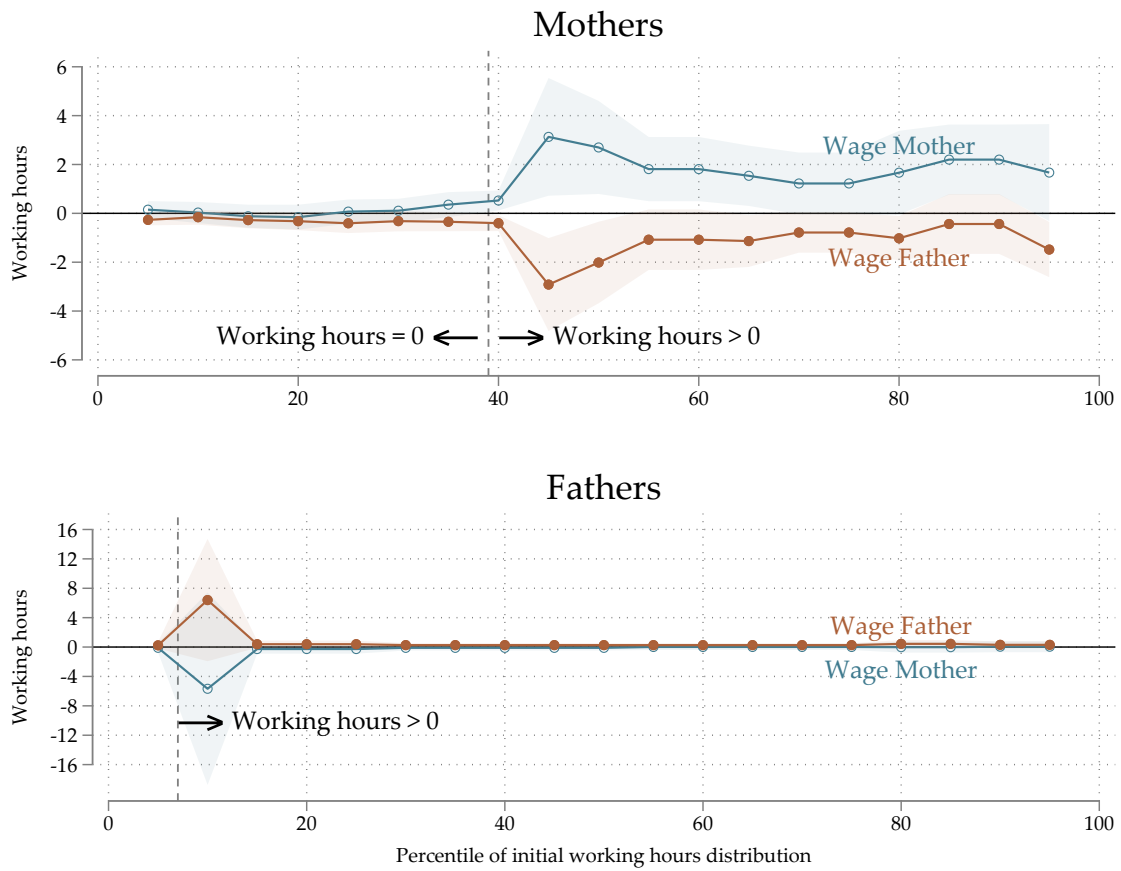 Mothers
6
4
2
0
-2
-4
-6
Working hours
Wage Mother
Wage Father
Working hours = 0
Working hours > 0
0 20 40 60 80 100
Fathers
16
12
8
4
0
-4
-8
-12
-16
Working hours
Wage Father
Wage Mother
Working hours > 0
0 20 40 60 80 100
Percentile of initial working hours distribution